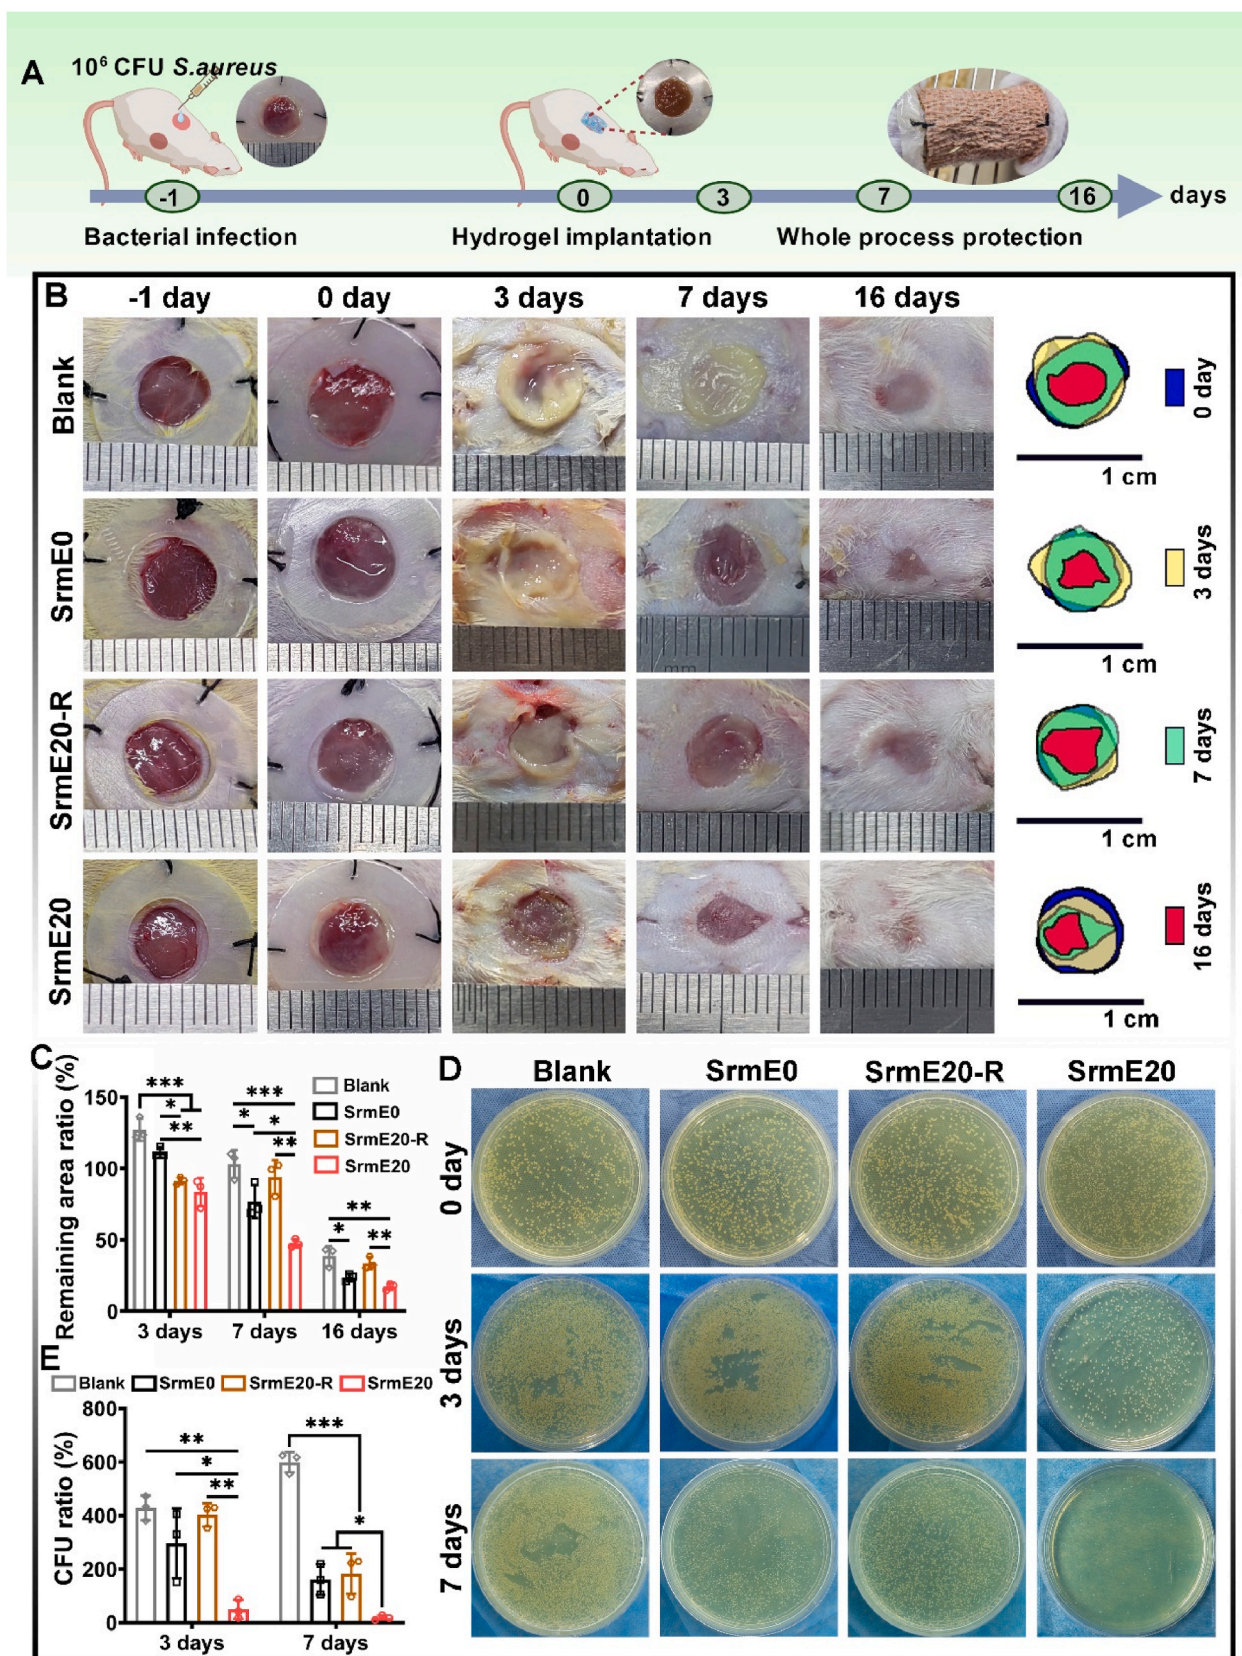 A
10⁶ CFU S.aureus
-1
0
3
7
16
days
Bacterial infection
Hydrogel implantation
Whole process protection
B
-1 day
0 day
3 days
7 days
16 days
Blank
SrmE0
SrmE20-R
SrmE20
mm
1 cm
1 cm
1 cm
1 cm
0 day
3 days
7 days
16 days
C
Remaining area ratio (%)
150
100
50
0
***
*
**
***
*
*
**
**
*
**
Blank
SrmE0
SrmE20-R
SrmE20
3 days
7 days
16 days
D
Blank
SrmE0
SrmE20-R
SrmE20
0 day
3 days
7 days
E
Blank
SrmE0
SrmE20-R
SrmE20
CFU ratio (%)
800
600
400
200
0
**
*
**
***
*
3 days
7 days